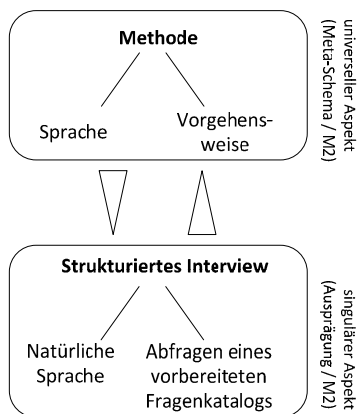 Methode
Sprache
Vorgehens-
weise
universeller Aspekt
(Meta-Schema / M2)
Strukturiertes Interview
Natürliche
Sprache
Abfragen eines
vorbereiteten
Fragenkatalogs
singulärer Aspekt
(Ausprägung / M2)